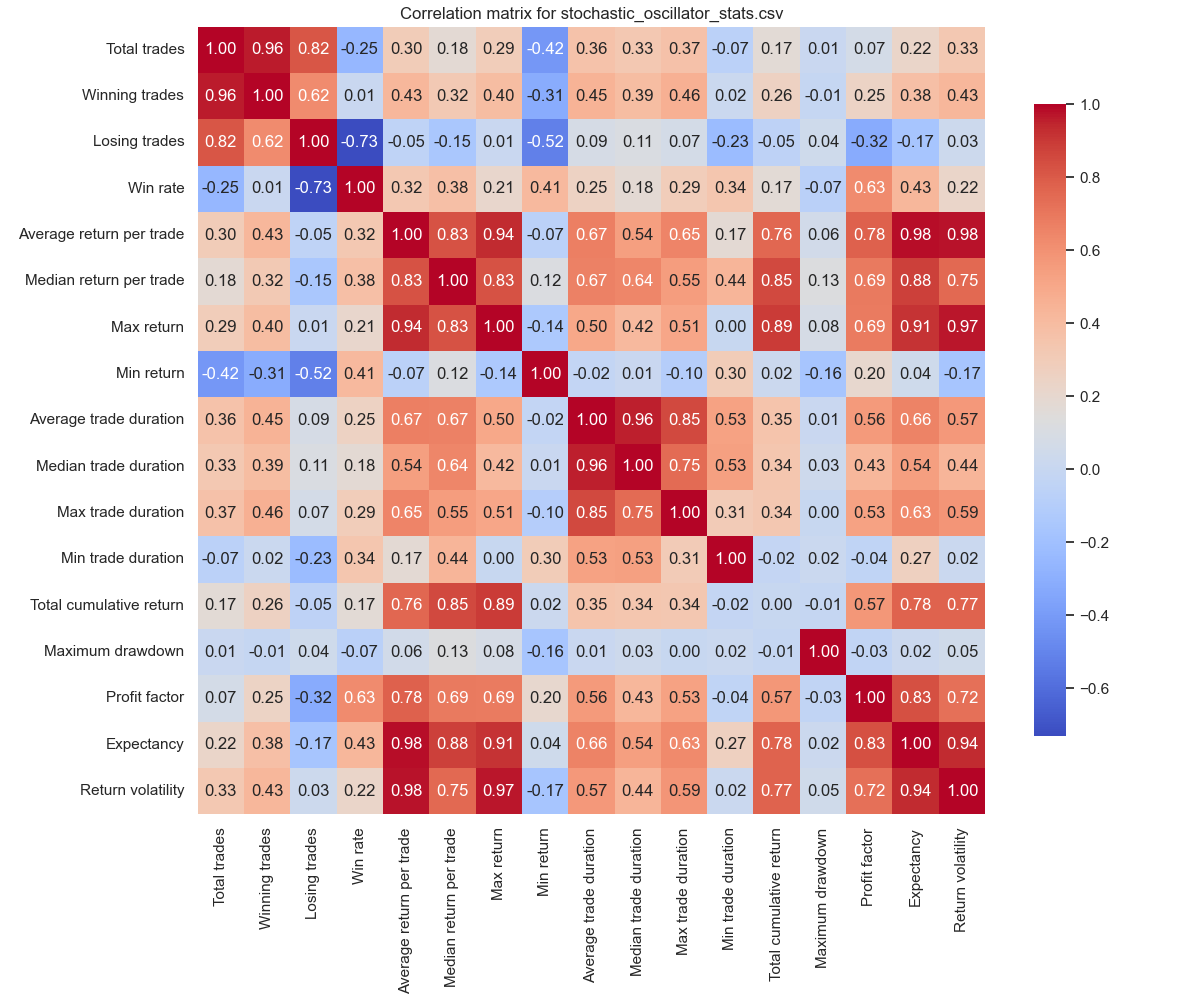 Correlation matrix for stochastic_oscillator_stats.csv
Total trades 1.00 0.96 0.82 -0.25 0.30 0.18 0.29 -0.42 0.36 0.33 0.37 -0.07 0.17 0.01 0.07 0.22 0.33
Winning trades 0.96 1.00 0.62 0.01 0.43 0.32 0.40 -0.31 0.45 0.39 0.46 0.02 0.26 -0.01 0.25 0.38 0.43
Losing trades 0.82 0.62 1.00 -0.73 -0.05 -0.15 0.01 -0.52 0.09 0.11 0.07 -0.23 -0.05 0.04 -0.32 -0.17 0.03
Win rate -0.25 0.01 -0.73 1.00 0.32 0.38 0.21 0.41 0.25 0.18 0.29 0.34 0.17 -0.07 0.63 0.43 0.22
Average return per trade 0.30 0.43 -0.05 0.32 1.00 0.83 0.94 -0.07 0.67 0.54 0.65 0.17 0.76 0.06 0.78 0.98 0.98
Median return per trade 0.18 0.32 -0.15 0.38 0.83 1.00 0.83 0.12 0.67 0.64 0.55 0.44 0.85 0.13 0.69 0.88 0.75
Max return 0.29 0.40 0.01 0.21 0.94 0.83 1.00 -0.14 0.50 0.42 0.51 0.00 0.89 0.08 0.69 0.91 0.97
Min return -0.42 -0.31 -0.52 0.41 -0.07 0.12 -0.14 1.00 -0.02 0.01 -0.10 0.30 0.02 -0.16 0.20 0.04 -0.17
Average trade duration 0.36 0.45 0.09 0.25 0.67 0.67 0.50 -0.02 1.00 0.96 0.85 0.53 0.35 0.01 0.56 0.66 0.57
Median trade duration 0.33 0.39 0.11 0.18 0.54 0.64 0.42 0.01 0.96 1.00 0.75 0.53 0.34 0.03 0.43 0.54 0.44
Max trade duration 0.37 0.46 0.07 0.29 0.65 0.55 0.51 -0.10 0.85 0.75 1.00 0.31 0.34 0.00 0.53 0.63 0.59
Min trade duration -0.07 0.02 -0.23 0.34 0.17 0.44 0.00 0.30 0.53 0.53 0.31 1.00 -0.02 0.02 -0.04 0.27 0.02
Total cumulative return 0.17 0.26 -0.05 0.17 0.76 0.85 0.89 0.02 0.35 0.34 0.34 -0.02 0.00 -0.01 0.57 0.78 0.77
Maximum drawdown 0.01 -0.01 0.04 -0.07 0.06 0.13 0.08 -0.16 0.01 0.03 0.00 0.02 -0.01 1.00 -0.03 0.02 0.05
Profit factor 0.07 0.25 -0.32 0.63 0.78 0.69 0.69 0.20 0.56 0.43 0.53 -0.04 0.57 -0.03 1.00 0.83 0.72
Expectancy 0.22 0.38 -0.17 0.43 0.98 0.88 0.91 0.04 0.66 0.54 0.63 0.27 0.78 0.02 0.83 1.00 0.94
Return volatility 0.33 0.43 0.03 0.22 0.98 0.75 0.97 -0.17 0.57 0.44 0.59 0.02 0.77 0.05 0.72 0.94 1.00
Total trades
Winning trades
Losing trades
Win rate
Average return per trade
Median return per trade
Max return
Min return
Average trade duration
Median trade duration
Max trade duration
Min trade duration
Total cumulative return
Maximum drawdown
Profit factor
Expectancy
Return volatility
1.0
0.8
0.6
0.4
0.2
0.0
−0.2
−0.4
−0.6